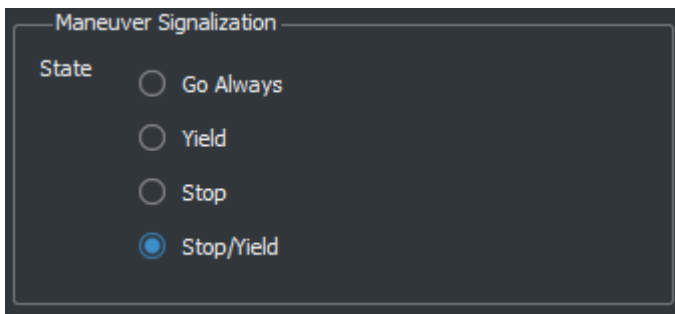 Maneuver Signalization
State
Go Always
Yield
Stop
Stop/Yield